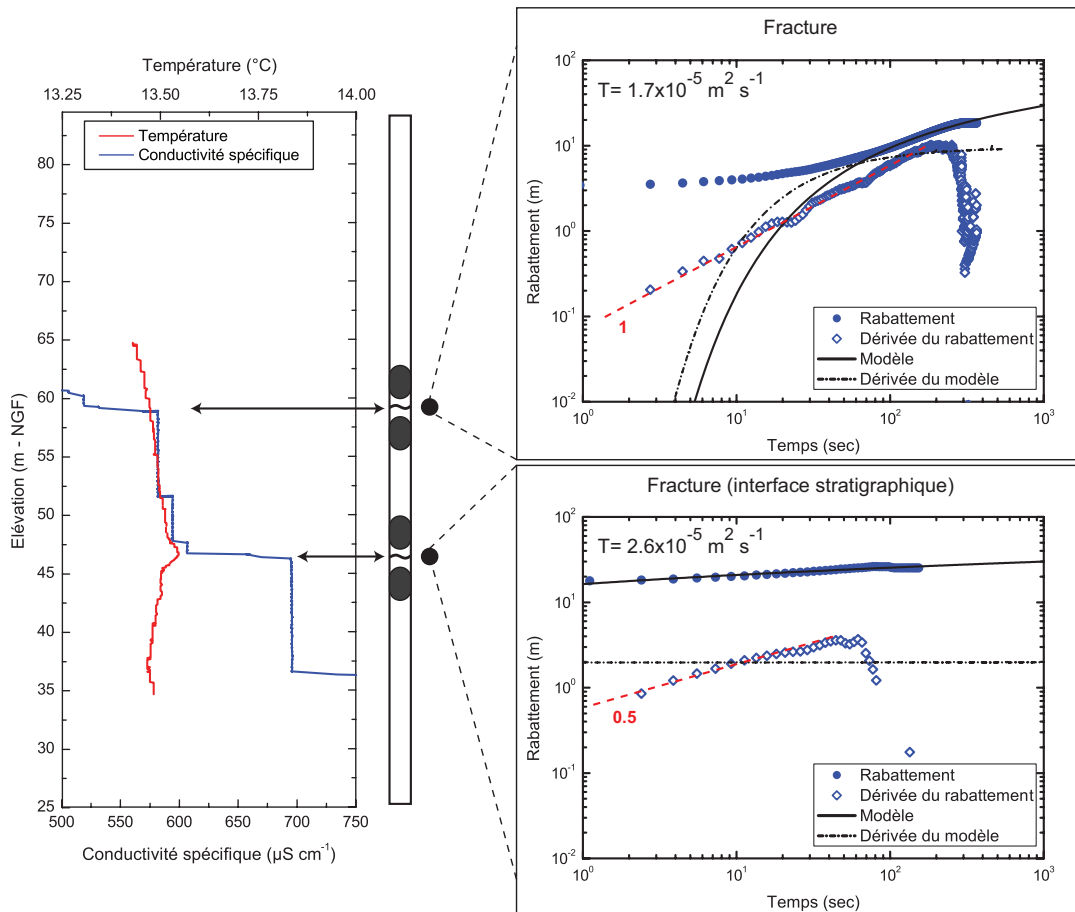 Température (°C)
13.25 13.50 13.75 14.00
Température
Conductivité spécifique
Elévation (m - NGF)
80
75
70
65
60
55
50
45
40
35
30
25
500 550 600 650 700 750
Conductivité spécifique (µS cm⁻¹)
Fracture
T= 1.7x10⁻⁵ m² s⁻¹
Rabattement (m)
10²
10¹
10⁰
10⁻¹
10⁻²
1
Rabattement
Dérivée du rabattement
Modèle
Dérivée du modèle
10⁰ 10¹ 10² 10³
Temps (sec)
Fracture (interface stratigraphique)
T= 2.6x10⁻⁵ m² s⁻¹
Rabattement (m)
10²
10¹
10⁰
10⁻¹
10⁻²
0.5
Rabattement
Dérivée du rabattement
Modèle
Dérivée du modèle
10⁰ 10¹ 10² 10³
Temps (sec)